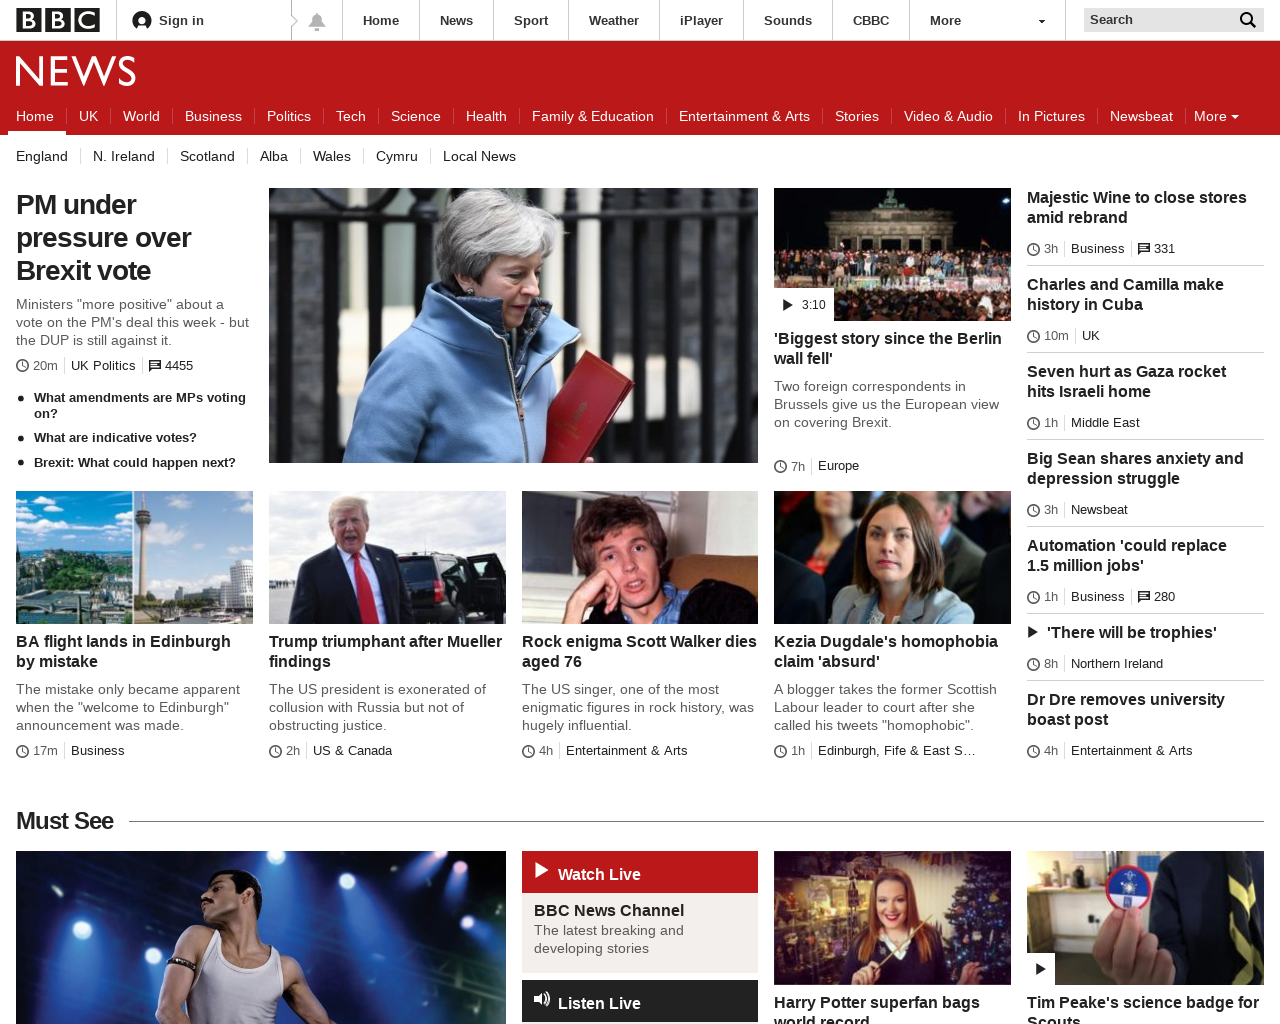 BBC
Sign in
Home
News
Sport
Weather
iPlayer
Sounds
CBBC
More
Search
NEWS
Home
UK
World
Business
Politics
Tech
Science
Health
Family & Education
Entertainment & Arts
Stories
Video & Audio
In Pictures
Newsbeat
More
England
N. Ireland
Scotland
Alba
Wales
Cymru
Local News
PM under
pressure over
Brexit vote
Ministers "more positive" about a
vote on the PM's deal this week - but
the DUP is still against it.
20m UK Politics 4455
What amendments are MPs voting
on?
What are indicative votes?
Brexit: What could happen next?
3:10
'Biggest story since the Berlin
wall fell'
Two foreign correspondents in
Brussels give us the European view
on covering Brexit.
7h Europe
Majestic Wine to close stores
amid rebrand
3h Business 331
Charles and Camilla make
history in Cuba
10m UK
Seven hurt as Gaza rocket
hits Israeli home
1h Middle East
Big Sean shares anxiety and
depression struggle
3h Newsbeat
Automation 'could replace
1.5 million jobs'
1h Business 280
'There will be trophies'
8h Northern Ireland
Dr Dre removes university
boast post
4h Entertainment & Arts
BA flight lands in Edinburgh
by mistake
The mistake only became apparent
when the "welcome to Edinburgh"
announcement was made.
17m Business
Trump triumphant after Mueller
findings
The US president is exonerated of
collusion with Russia but not of
obstructing justice.
2h US & Canada
Rock enigma Scott Walker dies
aged 76
The US singer, one of the most
enigmatic figures in rock history, was
hugely influential.
4h Entertainment & Arts
Kezia Dugdale's homophobia
claim 'absurd'
A blogger takes the former Scottish
Labour leader to court after she
called his tweets "homophobic".
1h Edinburgh, Fife & East S…
Must See
Watch Live
BBC News Channel
The latest breaking and
developing stories
Listen Live
Harry Potter superfan bags
world record
Tim Peake's science badge for
Scouts